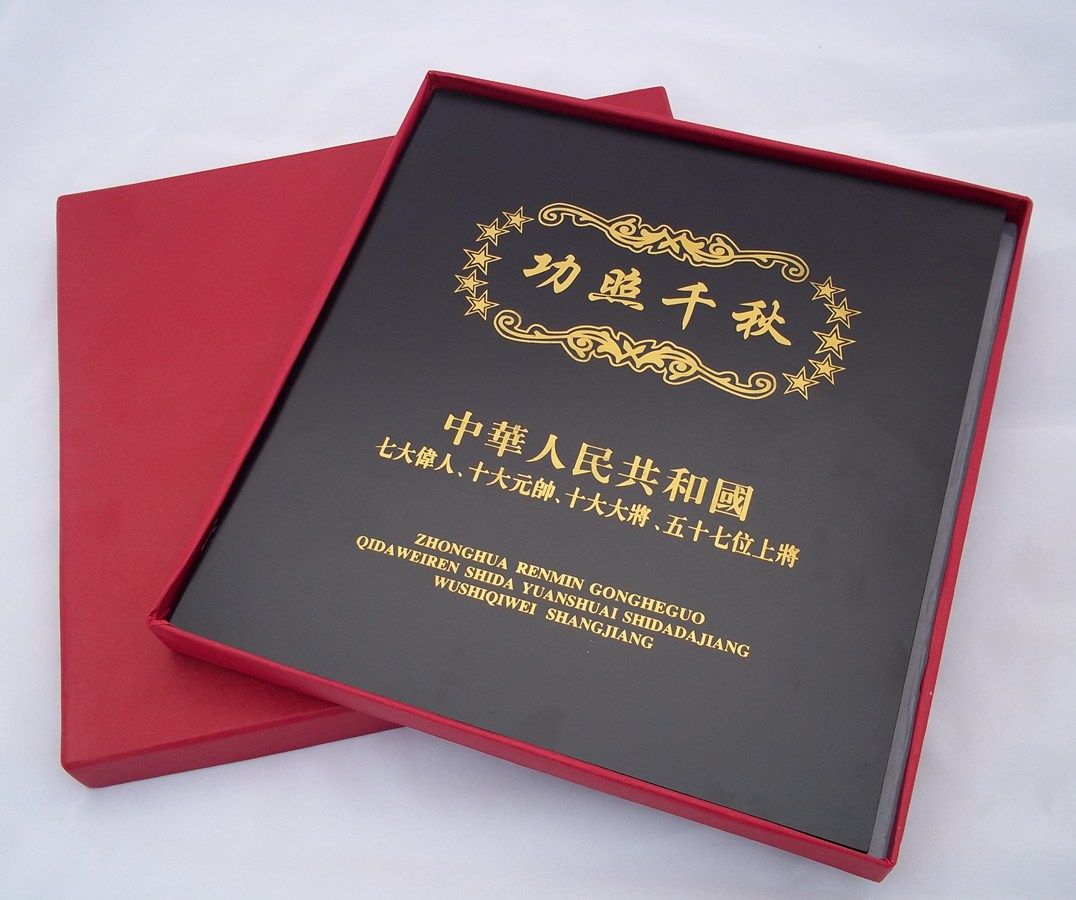 功照千秋
中華人民共和國
七大偉人、十大元帥、十大大將、五十七位上將
ZHONGHUA RENMIN GONGHEGUO
QIDAWEIREN SHIDA YUANSHUAI SHIDADAJIANG
WUSHIQIWEI SHANGJIANG